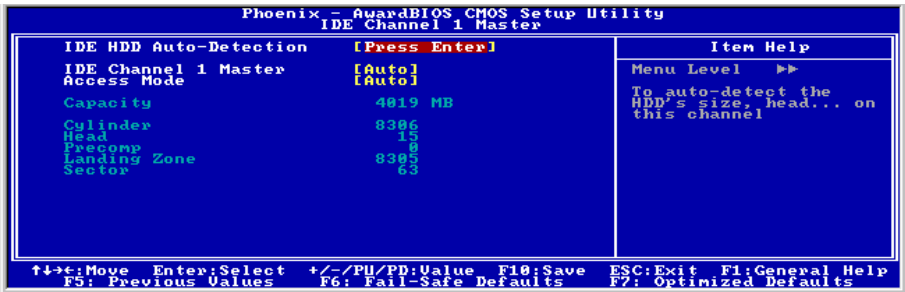 Phoenix - AwardBIOS CMOS Setup Utility
IDE Channel 1 Master
IDE HDD Auto-Detection [Press Enter]
IDE Channel 1 Master [Auto]
Access Mode [Auto]
Capacity 4019 MB
Cylinder 8306
Head 15
Precomp 0
Landing Zone 8305
Sector 63
Item Help
Menu Level ▶▶
To auto-detect the
HDD's size, head... on
this channel
↑↓→←:Move Enter:Select +/-/PU/PD:Value F10:Save ESC:Exit F1:General Help
F5: Previous Values F6: Fail-Safe Defaults F7: Optimized Defaults